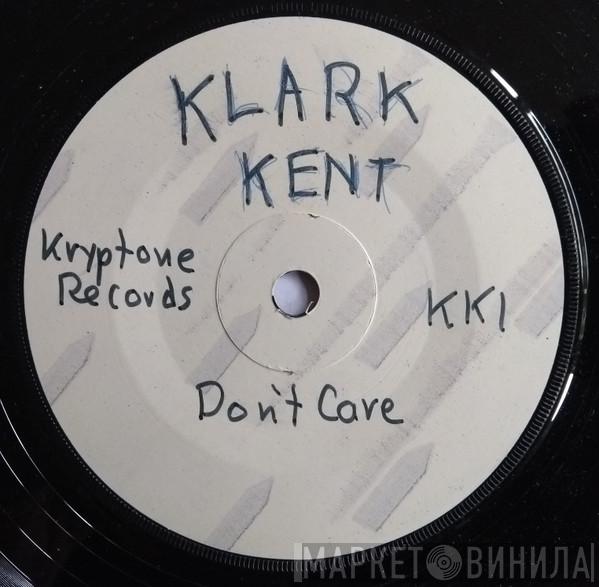 KLARK
KENT
Kryptone
Records
KK1
Don't Care
МАРКЕТ ВИНИЛА